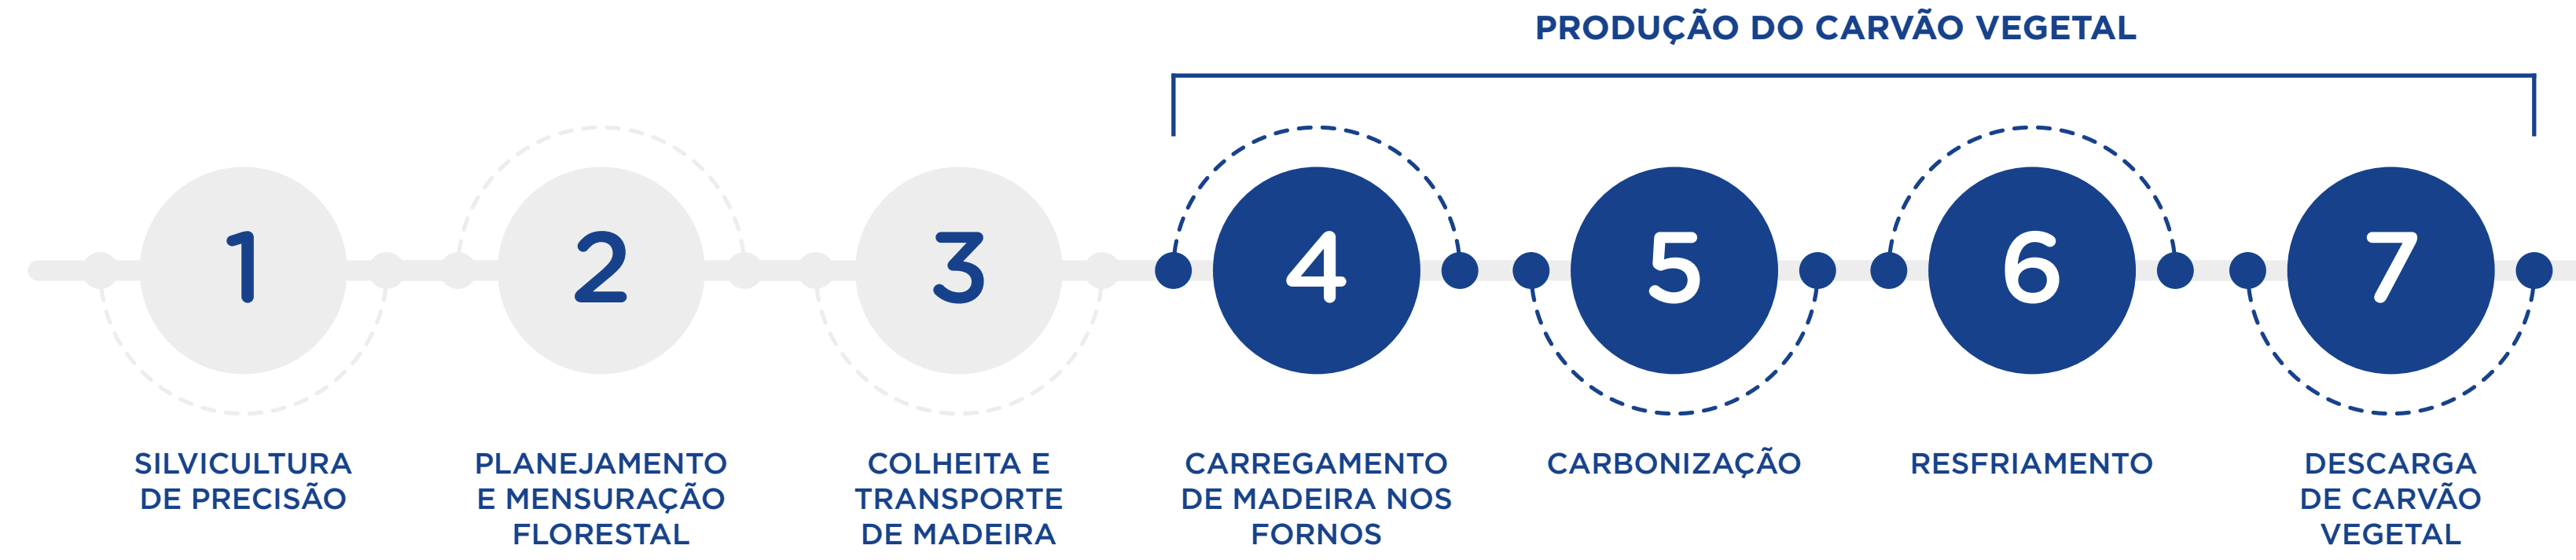 PRODUÇÃO DO CARVÃO VEGETAL
1
2
3
4
5
6
7
SILVICULTURA
DE PRECISÃO
PLANEJAMENTO
E MENSURAÇÃO
FLORESTAL
COLHEITA E
TRANSPORTE
DE MADEIRA
CARREGAMENTO
DE MADEIRA NOS
FORNOS
CARBONIZAÇÃO
RESFRIAMENTO
DESCARGA
DE CARVÃO
VEGETAL